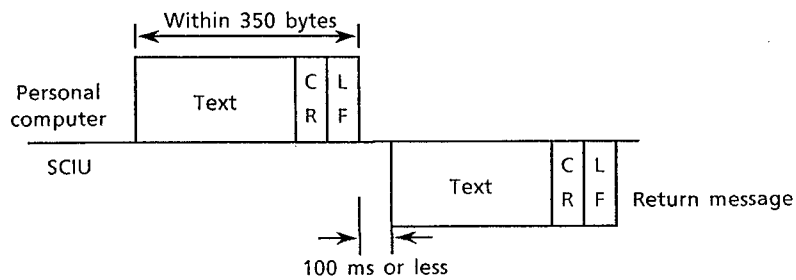 Within 350 bytes
Personal
computer
Text
C
R
L
F
SCIU
Text
C
R
L
F
Return message
100 ms or less